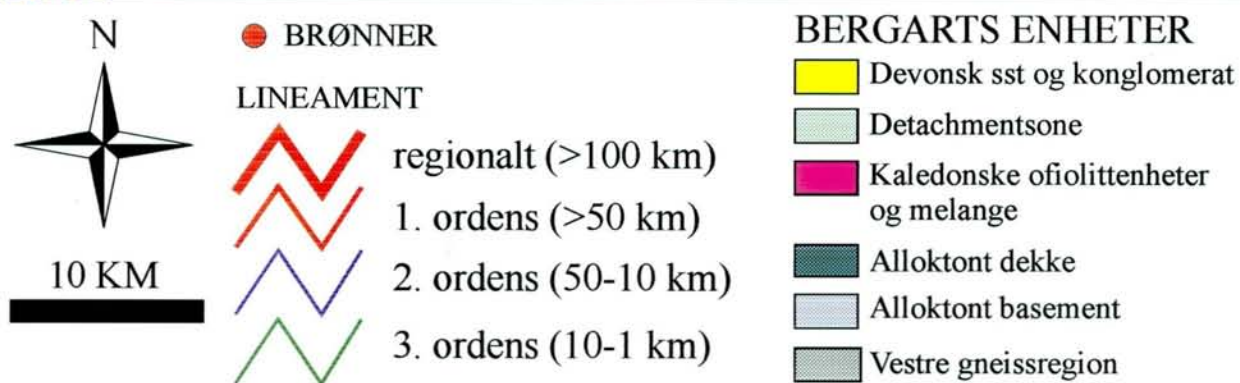 N
10 KM
BRØNNER
LINEAMENT
regionalt (>100 km)
1. ordens (>50 km)
2. ordens (50-10 km)
3. ordens (10-1 km)
BERGARTS ENHETER
Devonsk sst og konglomerat
Detachmentsone
Kaledonske ofiolittenheter
og melange
Alloktont dekke
Alloktont basement
Vestre gneissregion